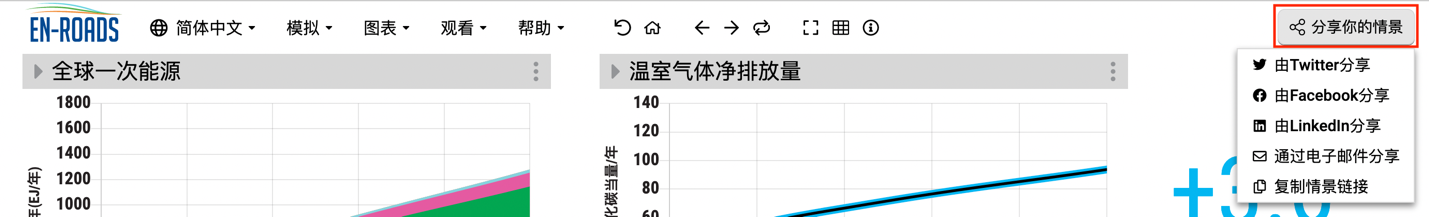 EN-ROADS
简体中文
模拟
图表
观看
帮助
分享你的情景
由Twitter分享
由Facebook分享
由LinkedIn分享
通过电子邮件分享
复制情景链接
全球一次能源
1800
1600
1400
1200
1000
年(EJ/年)
温室气体净排放量
140
120
100
80
60
化碳当量/年